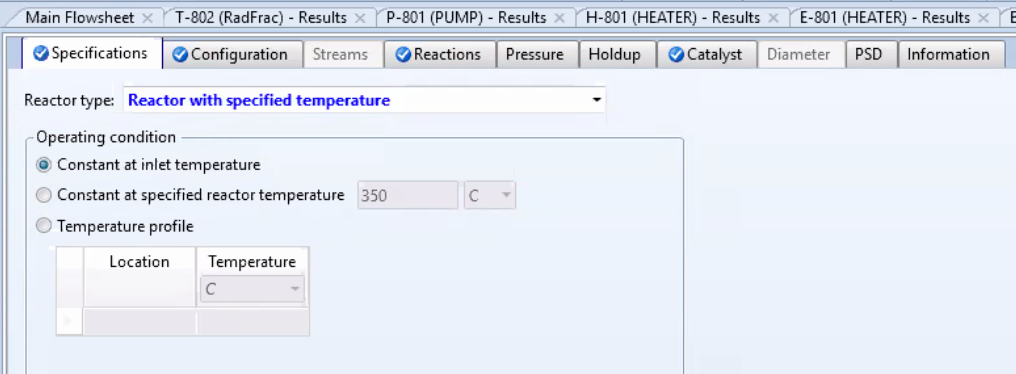 Main Flowsheet T-802 (RadFrac) - Results P-801 (PUMP) - Results H-801 (HEATER) - Results E-801 (HEATER) - Results
Specifications Configuration Streams Reactions Pressure Holdup Catalyst Diameter PSD Information
Reactor type: Reactor with specified temperature
Operating condition
Constant at inlet temperature
Constant at specified reactor temperature 350 C
Temperature profile
Location Temperature
C